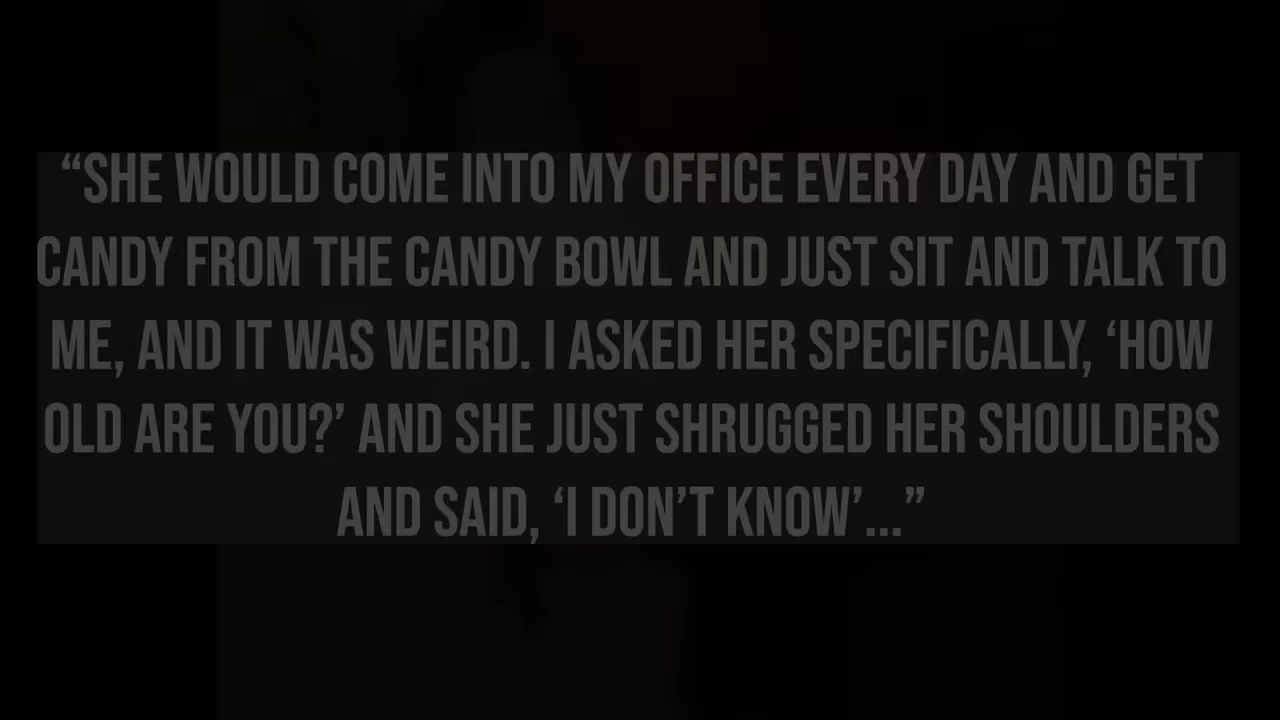 “SHE WOULD COME INTO MY OFFICE EVERY DAY AND GET
CANDY FROM THE CANDY BOWL AND JUST SIT AND TALK TO
ME, AND IT WAS WEIRD. I ASKED HER SPECIFICALLY, ‘HOW
OLD ARE YOU?’ AND SHE JUST SHRUGGED HER SHOULDERS
AND SAID, ‘I DON’T KNOW’...”